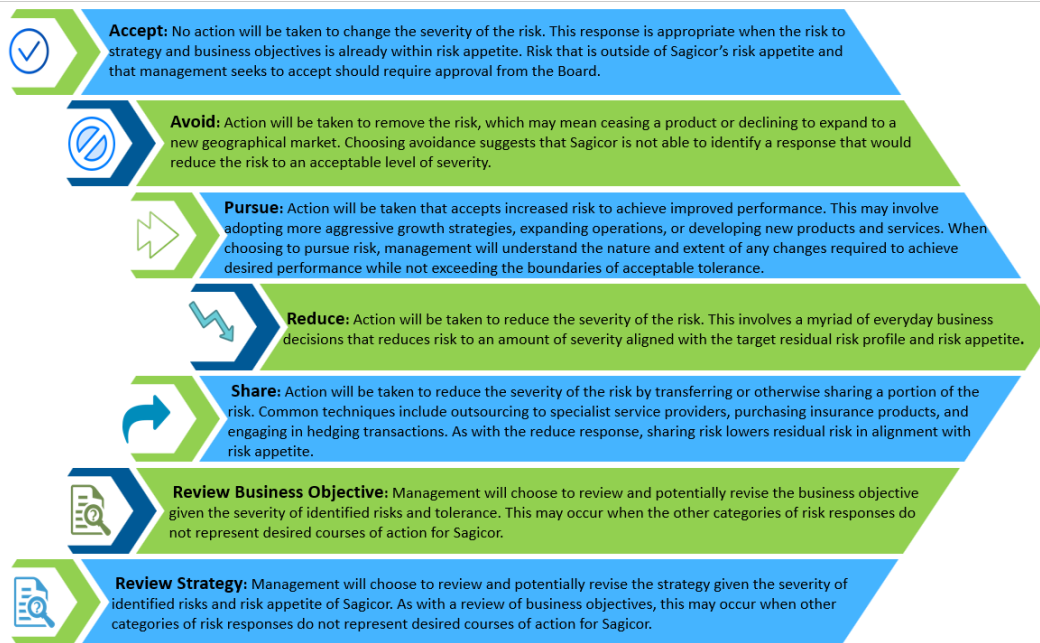 Accept: No action will be taken to change the severity of the risk. This response is appropriate when the risk to
strategy and business objectives is already within risk appetite. Risk that is outside of Sagicor’s risk appetite and
that management seeks to accept should require approval from the Board.
Avoid: Action will be taken to remove the risk, which may mean ceasing a product or declining to expand to a
new geographical market. Choosing avoidance suggests that Sagicor is not able to identify a response that would
reduce the risk to an acceptable level of severity.
Pursue: Action will be taken that accepts increased risk to achieve improved performance. This may involve
adopting more aggressive growth strategies, expanding operations, or developing new products and services. When
choosing to pursue risk, management will understand the nature and extent of any changes required to achieve
desired performance while not exceeding the boundaries of acceptable tolerance.
Reduce: Action will be taken to reduce the severity of the risk. This involves a myriad of everyday business
decisions that reduces risk to an amount of severity aligned with the target residual risk profile and risk appetite.
Share: Action will be taken to reduce the severity of the risk by transferring or otherwise sharing a portion of the
risk. Common techniques include outsourcing to specialist service providers, purchasing insurance products, and
engaging in hedging transactions. As with the reduce response, sharing risk lowers residual risk in alignment with
risk appetite.
Review Business Objective: Management will choose to review and potentially revise the business objective
given the severity of identified risks and tolerance. This may occur when the other categories of risk responses do
not represent desired courses of action for Sagicor.
Review Strategy: Management will choose to review and potentially revise the strategy given the severity of
identified risks and risk appetite of Sagicor. As with a review of business objectives, this may occur when other
categories of risk responses do not represent desired courses of action for Sagicor.